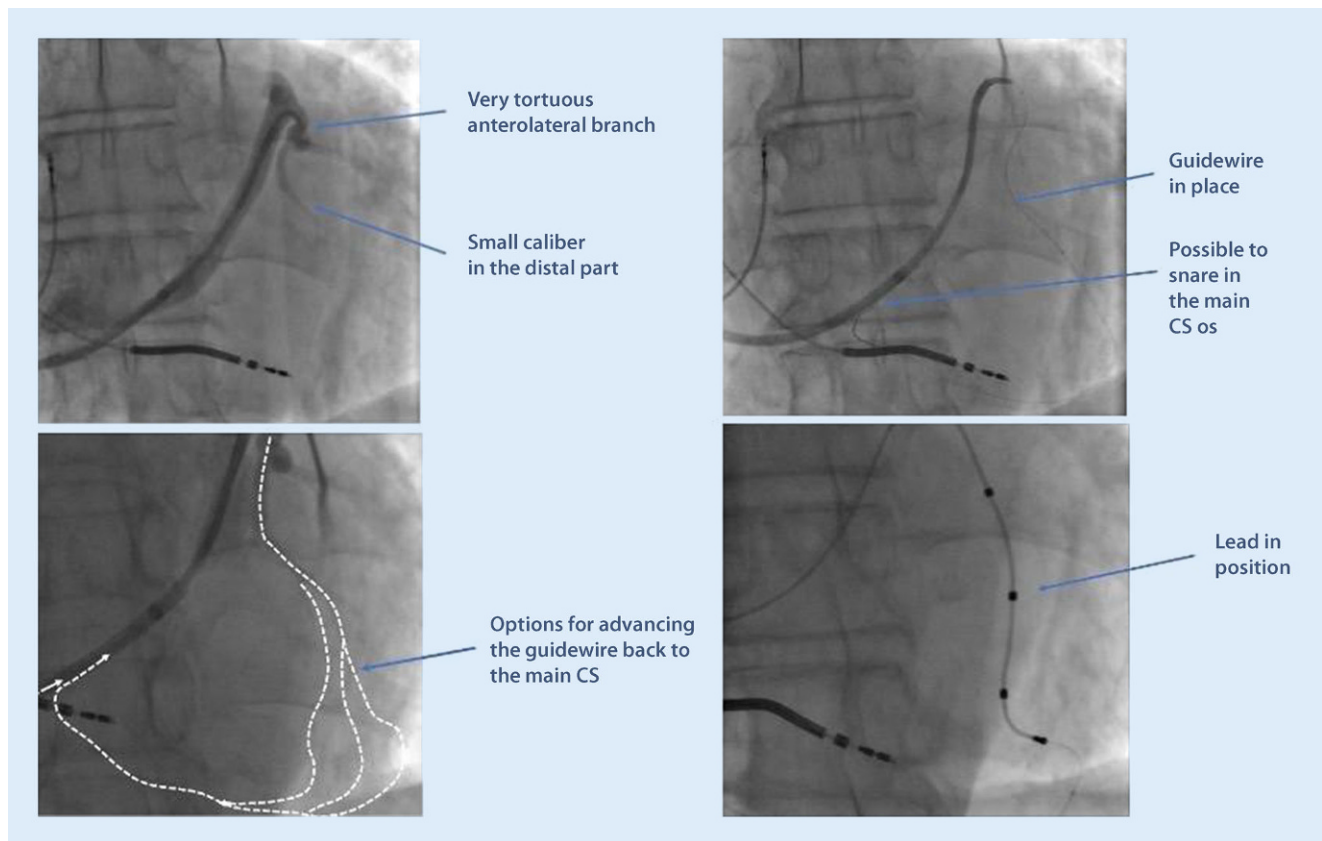 Very tortuous
anterolateral branch
Small caliber
in the distal part
Guidewire
in place
Possible to
snare in
the main
CS os
Options for advancing
the guidewire back to
the main CS
Lead in
position